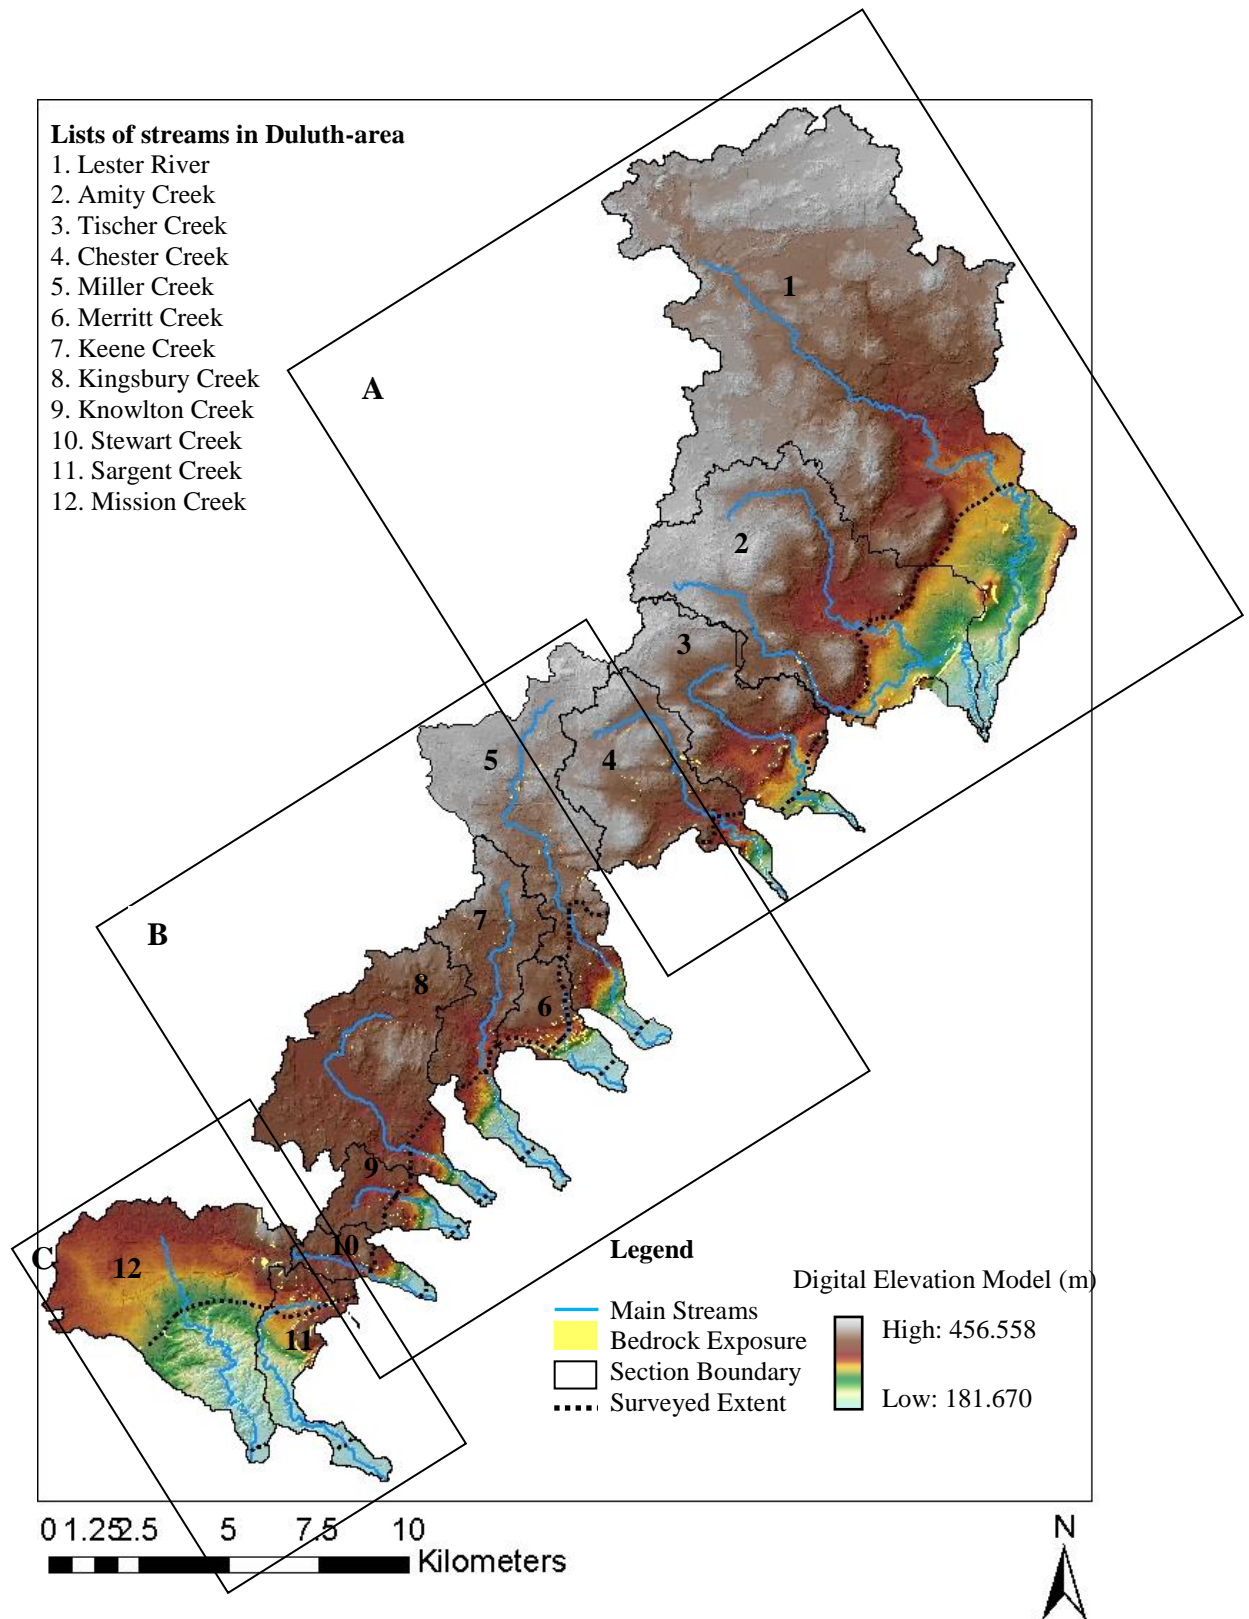 Lists of streams in Duluth-area
1. Lester River
2. Amity Creek
3. Tischer Creek
4. Chester Creek
5. Miller Creek
6. Merritt Creek
7. Keene Creek
8. Kingsbury Creek
9. Knowlton Creek
10. Stewart Creek
11. Sargent Creek
12. Mission Creek
1
A
2
3
4
5
B
7
8
6
9
10
C
12
11
Legend
Main Streams
Bedrock Exposure
Section Boundary
Surveyed Extent
Digital Elevation Model (m)
High: 456.558
Low: 181.670
0 1.25 2.5 5 7.5 10
Kilometers
N